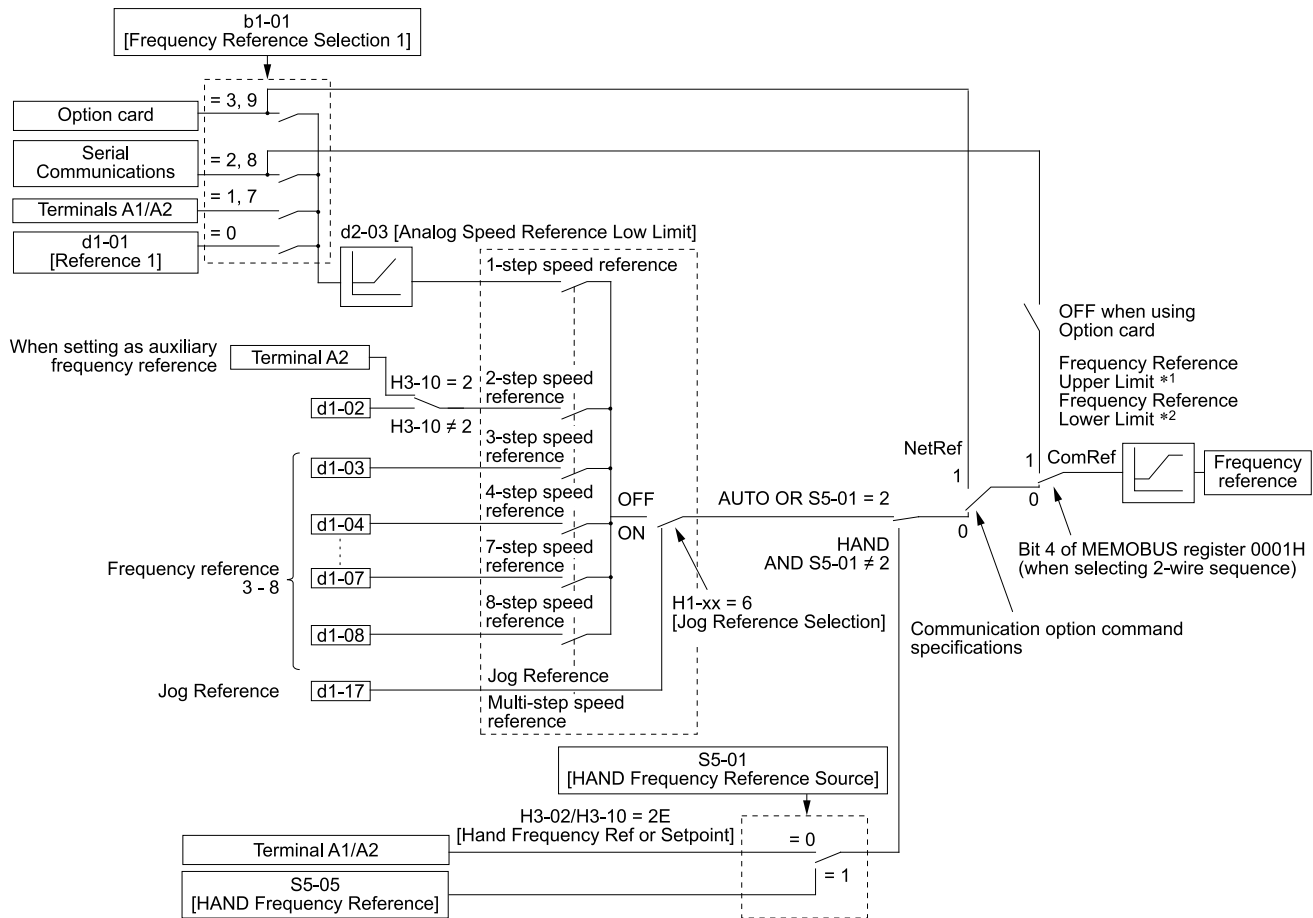 b1-01
[Frequency Reference Selection 1]
Option card
= 3, 9
Serial
Communications
= 2, 8
Terminals A1/A2
= 1, 7
d1-01
[Reference 1]
= 0
d2-03 [Analog Speed Reference Low Limit]
1-step speed reference
When setting as auxiliary
frequency reference
Terminal A2
H3-10 = 2
d1-02
H3-10 ≠ 2
2-step speed
reference
Frequency reference
3 - 8
d1-03
3-step speed
reference
d1-04
4-step speed
reference
d1-07
7-step speed
reference
d1-08
8-step speed
reference
Jog Reference
d1-17
Jog Reference
Multi-step speed
reference
OFF
ON
H1-xx = 6
[Jog Reference Selection]
AUTO OR S5-01 = 2
HAND
AND S5-01 ≠ 2
NetRef
1
0
Communication option command
specifications
OFF when using
Option card
Frequency Reference
Upper Limit *1
Frequency Reference
Lower Limit *2
1
ComRef
0
Bit 4 of MEMOBUS register 0001H
(when selecting 2-wire sequence)
Frequency
reference
S5-01
[HAND Frequency Reference Source]
H3-02/H3-10 = 2E
[Hand Frequency Ref or Setpoint]
Terminal A1/A2
= 0
= 1
S5-05
[HAND Frequency Reference]